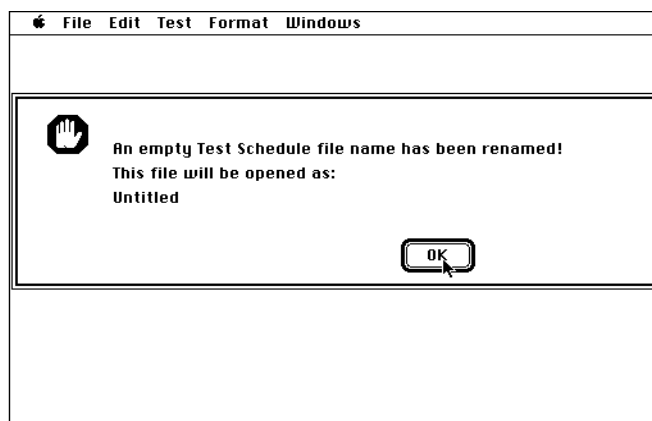 File Edit Test Format Windows
An empty Test Schedule file name has been renamed!
This file will be opened as:
Untitled
OK